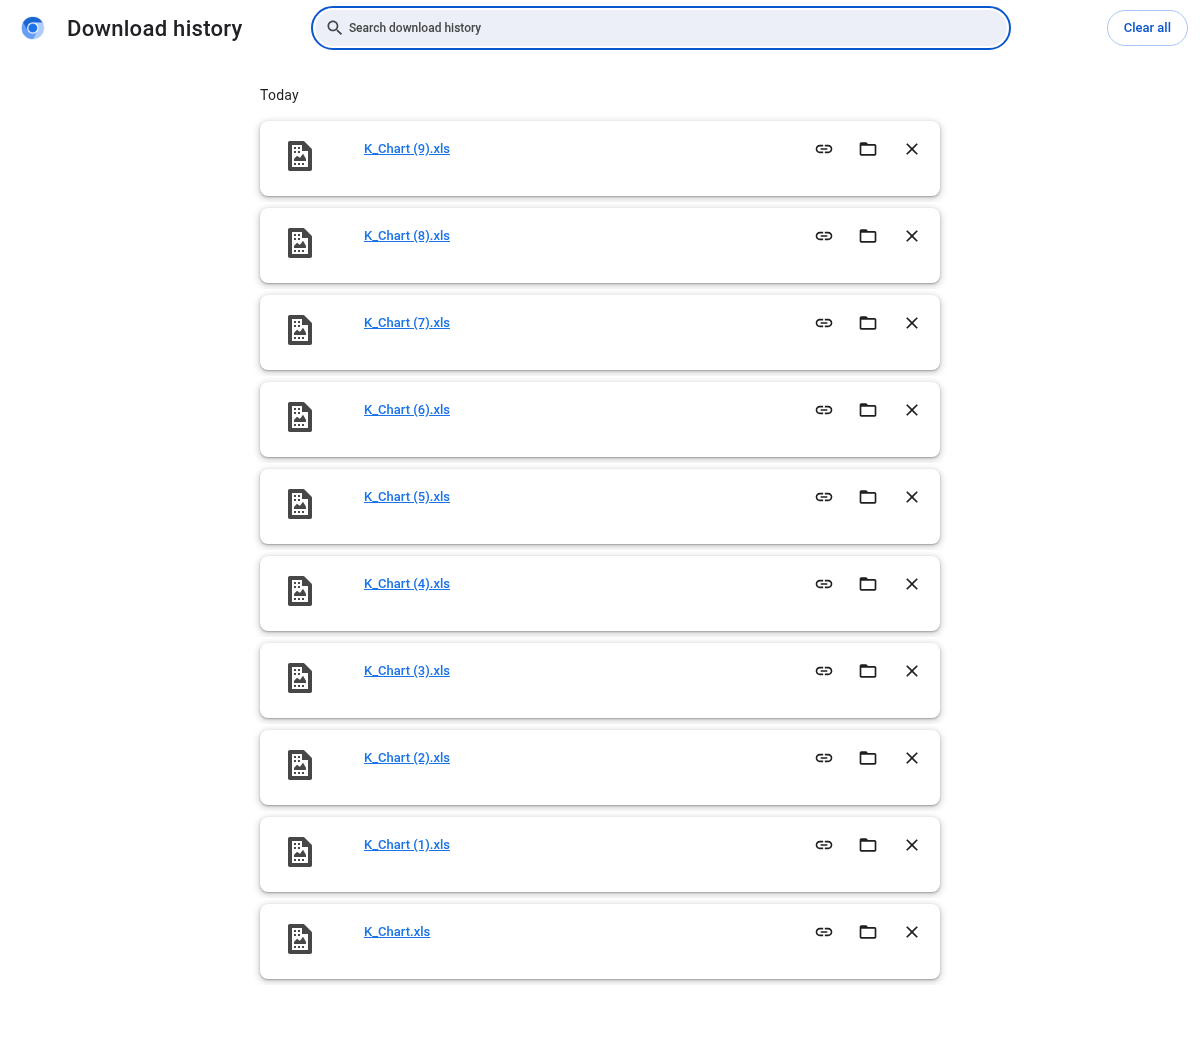 Download history
Search download history
Clear all
Today
K_Chart (9).xls
K_Chart (8).xls
K_Chart (7).xls
K_Chart (6).xls
K_Chart (5).xls
K_Chart (4).xls
K_Chart (3).xls
K_Chart (2).xls
K_Chart (1).xls
K_Chart.xls